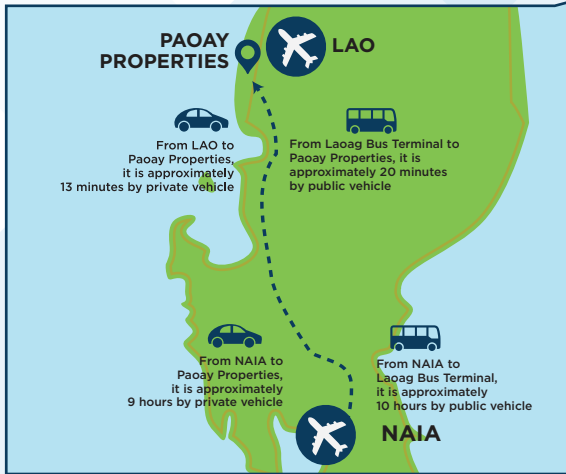 PAOAY
PROPERTIES
LAO
From LAO to
Paoay Properties,
it is approximately
13 minutes by private vehicle
From Laoag Bus Terminal to
Paoay Properties, it is
approximately 20 minutes
by public vehicle
From NAIA to
Paoay Properties,
it is approximately
9 hours by private vehicle
From NAIA to
Laoag Bus Terminal,
it is approximately
10 hours by public vehicle
NAIA